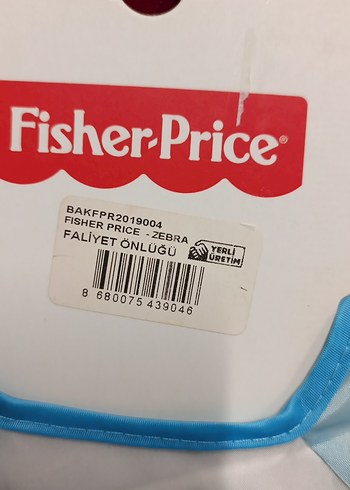 Fisher-Price®
BAKFPR2019004
FISHER PRICE - ZEBRA
FALİYET ÖNLÜĞÜ
YERLİ
ÜRETİM
8 680075 439046